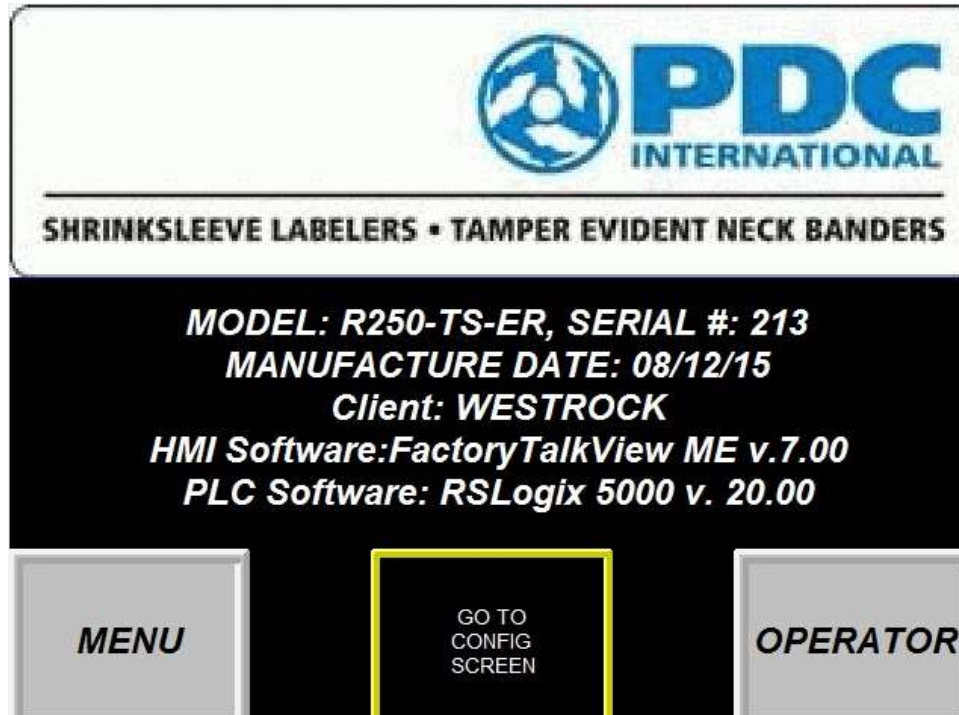 PDC
INTERNATIONAL
SHRINKSLEEVE LABELERS • TAMPER EVIDENT NECK BANDERS
MODEL: R250-TS-ER, SERIAL #: 213
MANUFACTURE DATE: 08/12/15
Client: WESTROCK
HMI Software:FactoryTalkView ME v.7.00
PLC Software: RSLogix 5000 v. 20.00
MENU
GO TO
CONFIG
SCREEN
OPERATOR